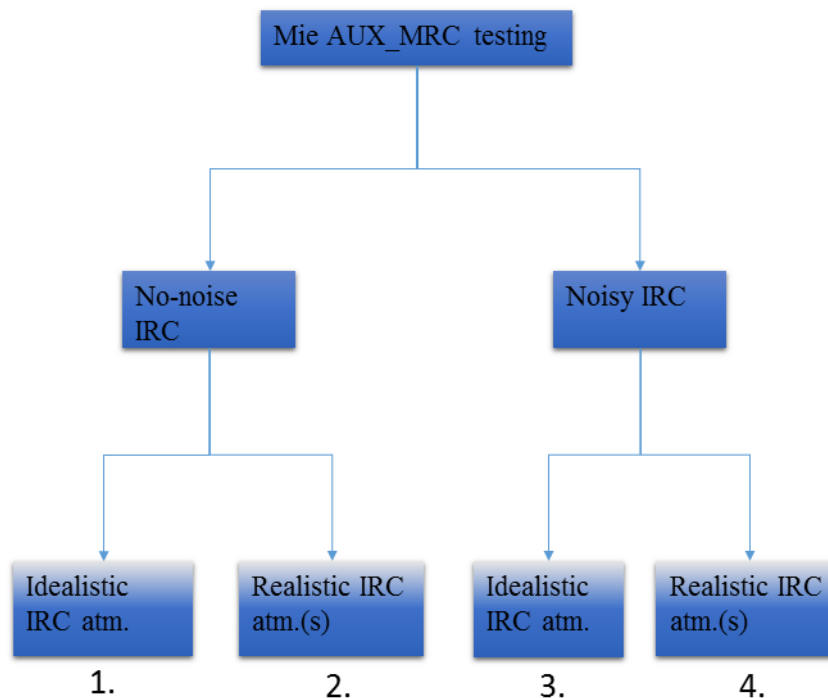 Mie AUX_MRC testing
No-noise
IRC
Noisy IRC
Idealistic
IRC atm.
Realistic IRC
atm.(s)
Idealistic
IRC atm.
Realistic IRC
atm.(s)
1.
2.
3.
4.